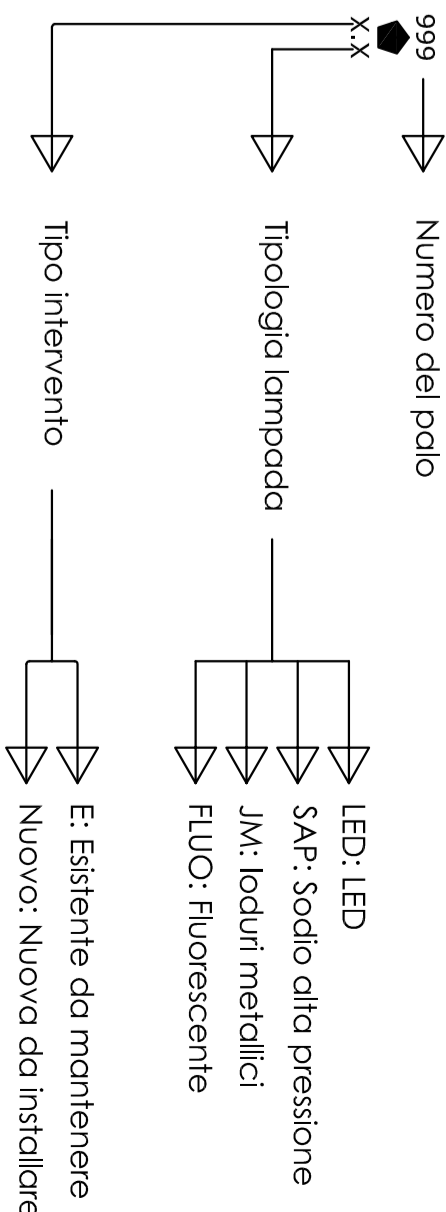 999
X.X
Numero del palo
Tipologia lampada
LED: LED
SAP: Sodio alta pressione
JM: Ioduri metallici
FLUO: Fluorescente
Tipo intervento
E: Esistente da mantenere
Nuovo: Nuova da installare